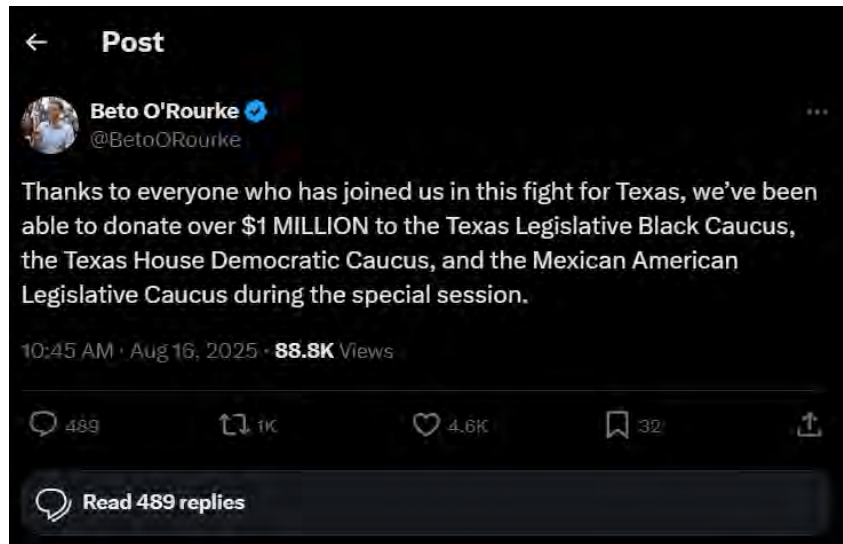 Post
Beto O'Rourke
@BetoORourke
Thanks to everyone who has joined us in this fight for Texas, we've been
able to donate over $1 MILLION to the Texas Legislative Black Caucus,
the Texas House Democratic Caucus, and the Mexican American
Legislative Caucus during the special session.
10:45 AM · Aug 16, 2025 · 88.8K Views
489 1K 4.6K 32
Read 489 replies